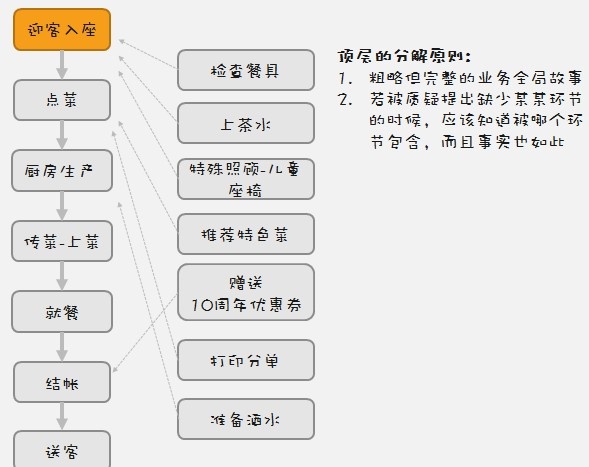 迎客入座
点菜
厨房生产
传菜-上菜
就餐
结帐
送客
检查餐具
上茶水
特殊照顾-儿童
座椅
推荐特色菜
赠送
10周年优惠券
打印分单
准备酒水
顶层的分解原则：
1. 粗略但完整的业务全局故事
2. 若被质疑提出缺少某某环节
的时候，应该知道被哪个环
节包含，而且事实也如此